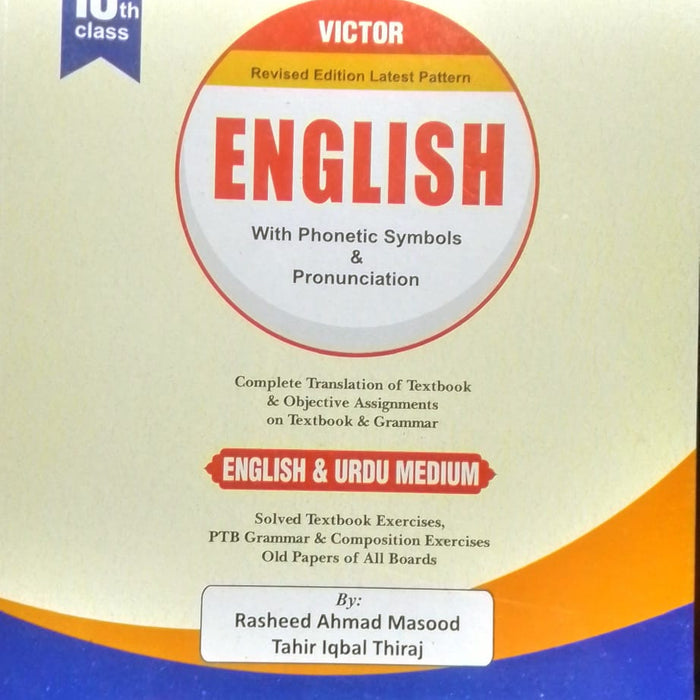 10th
class
VICTOR
Revised Edition Latest Pattern
ENGLISH
With Phonetic Symbols
&
Pronunciation
Complete Translation of Textbook
& Objective Assignments
on Textbook & Grammar
ENGLISH & URDU MEDIUM
Solved Textbook Exercises,
PTB Grammar & Composition Exercises
Old Papers of All Boards
By:
Rasheed Ahmad Masood
Tahir Iqbal Thiraj